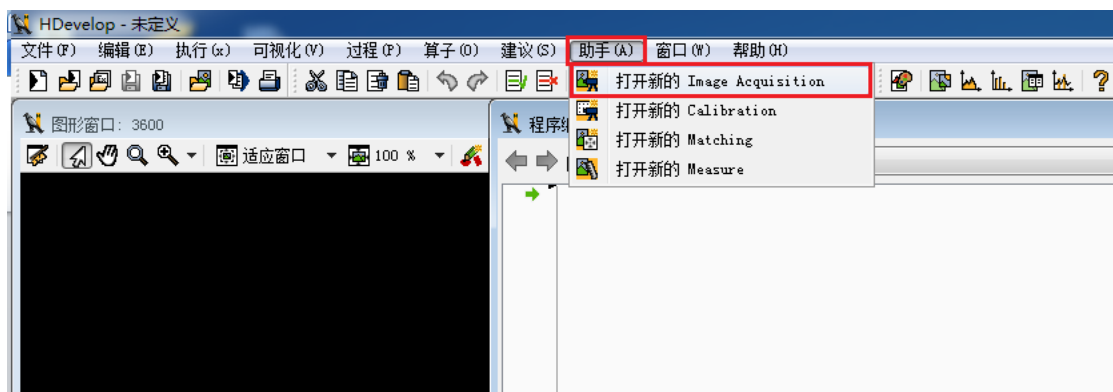 HDevelop - 未定义
文件(F) 编辑(E) 执行(x) 可视化(V) 过程(P) 算子(O) 建议(S) 助手(A) 窗口(W) 帮助(H)
打开新的 Image Acquisition
打开新的 Calibration
打开新的 Matching
打开新的 Measure
图形窗口: 3600
程序
适应窗口 100 %